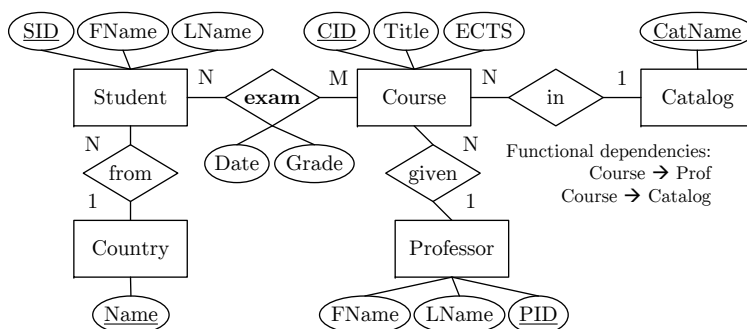 SID FName LName CID Title ECTS CatName
N M N 1
Student exam Course in Catalog
Date Grade
N N
from given
1 1
Functional dependencies:
Course → Prof
Course → Catalog
Country Professor
Name FName LName PID